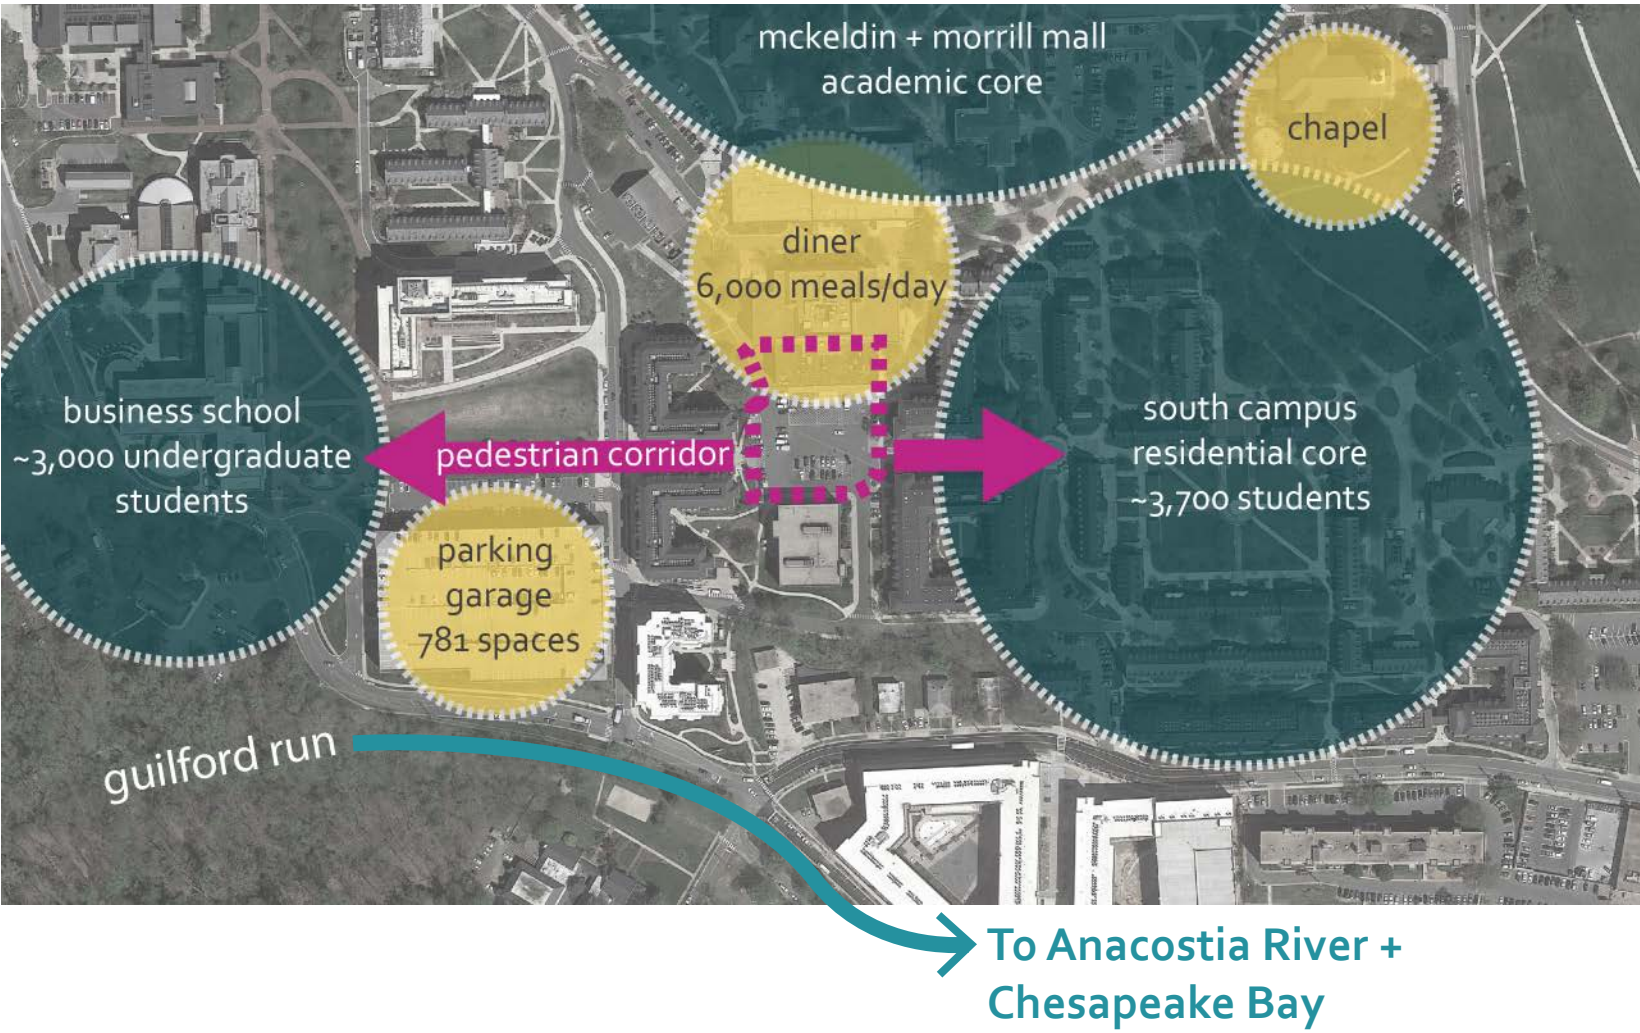 mckeldin + morrill mall
academic core
chapel
diner
6,000 meals/day
business school
~3,000 undergraduate
students
pedestrian corridor
south campus
residential core
~3,700 students
parking
garage
781 spaces
guilford run
To Anacostia River +
Chesapeake Bay